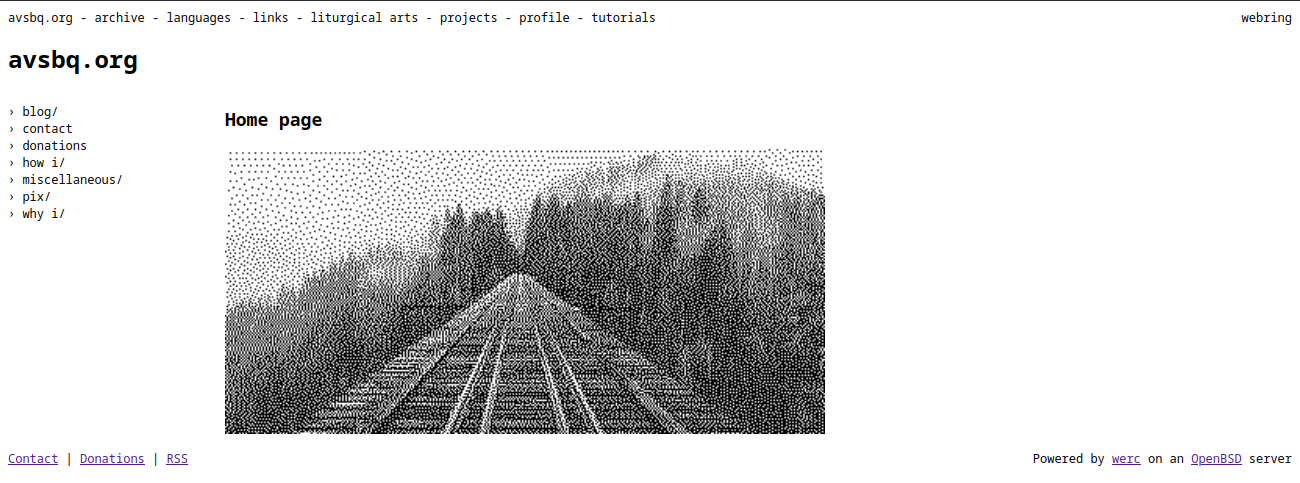 avsbq.org - archive - languages - links - liturgical arts - projects - profile - tutorials
webring
avsbq.org
› blog/
› contact
› donations
› how i/
› miscellaneous/
› pix/
› why i/
Home page
Contact | Donations | RSS
Powered by werc on an OpenBSD server